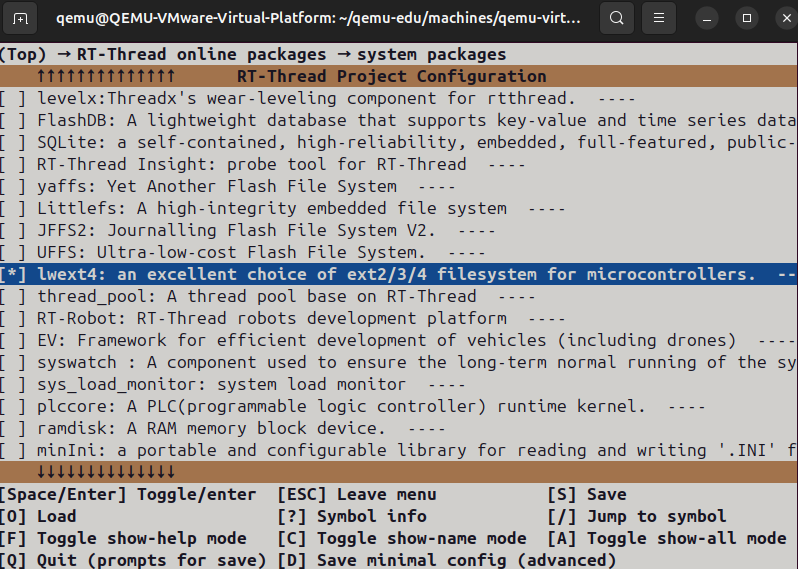 qemu@QEMU-VMware-Virtual-Platform: ~/qemu-edu/machines/qemu-virt...
(Top) → RT-Thread online packages → system packages
↑↑↑↑↑↑↑↑↑↑↑↑↑↑ RT-Thread Project Configuration
[ ] levelx:Threadx's wear-leveling component for rtthread.  ----
[ ] FlashDB: A lightweight database that supports key-value and time series data
[ ] SQLite: a self-contained, high-reliability, embedded, full-featured, public-
[ ] RT-Thread Insight: probe tool for RT-Thread  ----
[ ] yaffs: Yet Another Flash File System  ----
[ ] Littlefs: A high-integrity embedded file system  ----
[ ] JFFS2: Journalling Flash File System V2.  ----
[ ] UFFS: Ultra-low-cost Flash File System.  ----
[*] lwext4: an excellent choice of ext2/3/4 filesystem for microcontrollers.  --
[ ] thread_pool: A thread pool base on RT-Thread  ----
[ ] RT-Robot: RT-Thread robots development platform  ----
[ ] EV: Framework for efficient development of vehicles (including drones)  ----
[ ] syswatch : A component used to ensure the long-term normal running of the sy
[ ] sys_load_monitor: system load monitor  ----
[ ] plccore: A PLC(programmable logic controller) runtime kernel.  ----
[ ] ramdisk: A RAM memory block device.  ----
[ ] minIni: a portable and configurable library for reading and writing '.INI' f
↓↓↓↓↓↓↓↓↓↓↓↓↓↓
[Space/Enter] Toggle/enter  [ESC] Leave menu  [S] Save
[O] Load  [?] Symbol info  [/] Jump to symbol
[F] Toggle show-help mode  [C] Toggle show-name mode  [A] Toggle show-all mode
[Q] Quit (prompts for save)  [D] Save minimal config (advanced)